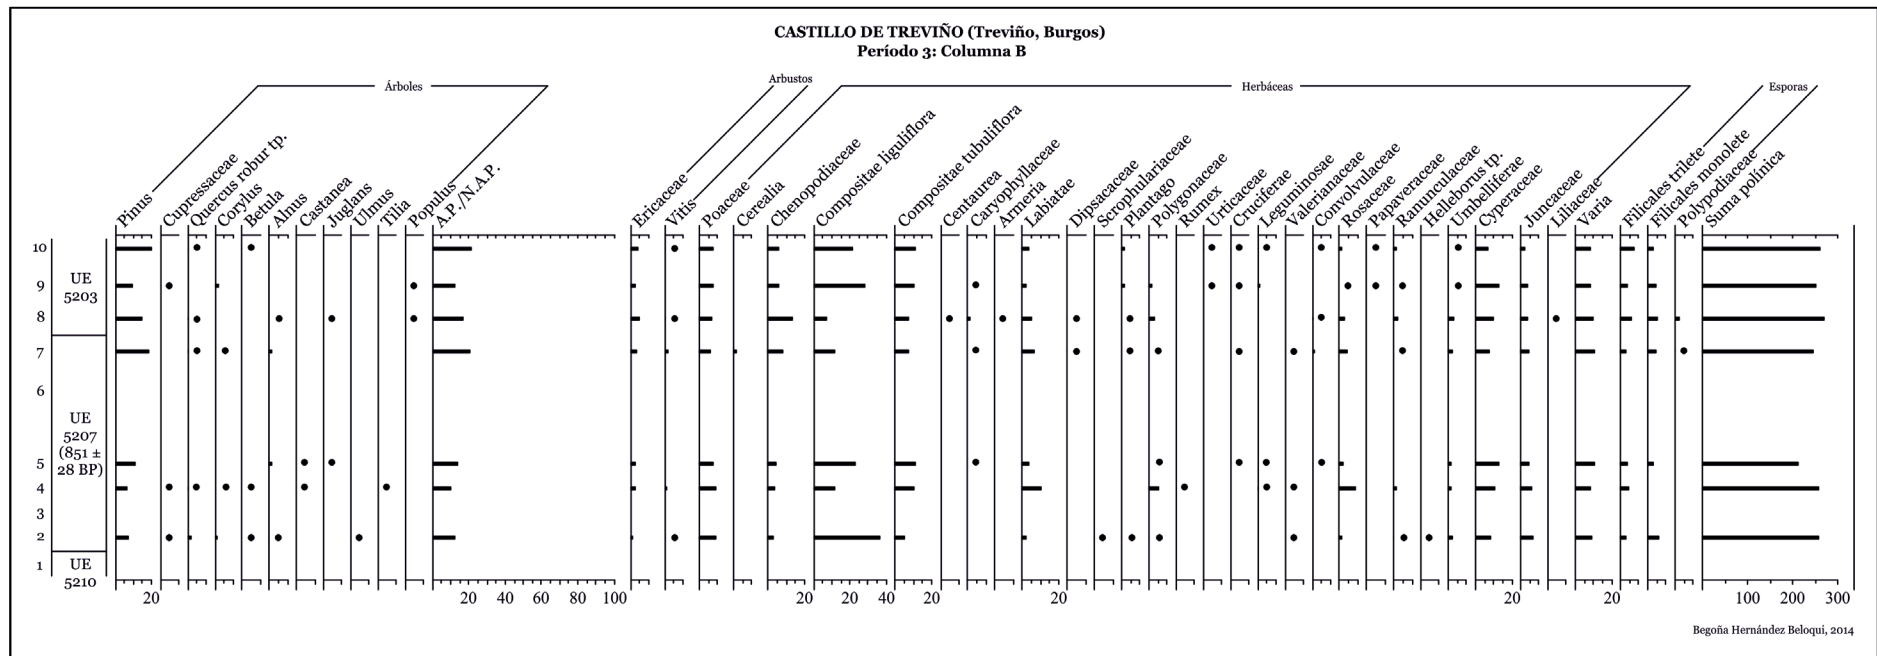 CASTILLO DE TREVIÑO (Treviño, Burgos)
Período 3: Columna B
Árboles
Arbustos
Herbáceas
Esporas
Pinus
Cupressaceae
Quercus robur tp.
Corylus
Betula
Alnus
Castanea
Juglans
Ulmus
Tilia
Populus
A.P./N.A.P.
Ericaceae
Vitis
Poaceae
Cerealia
Chenopodiaceae
Compositae liguliflora
Compositae tubuliflora
Centaurea
Caryophyllaceae
Armeria
Labiatae
Dipsacaceae
Scrophulariaceae
Plantago
Polygonaceae
Rumex
Urticaceae
Cruciferae
Leguminosae
Valerianaceae
Convolvulaceae
Rosaceae
Papaveraceae
Ranunculaceae
Helleborus tp.
Umbelliferae
Cyperaceae
Juncaceae
Liliaceae
Varia
Filicales trilete
Filicales monolete
Polypodiaceae
Suma polínica
10
9
8
7
6
5
4
3
2
1
UE
5203
UE
5207
(851 ±
28 BP)
UE
5210
20
20 40 60 80 100
20
20 40
20
20
20
20
100 200 300
Begoña Hernández Beloqui, 2014